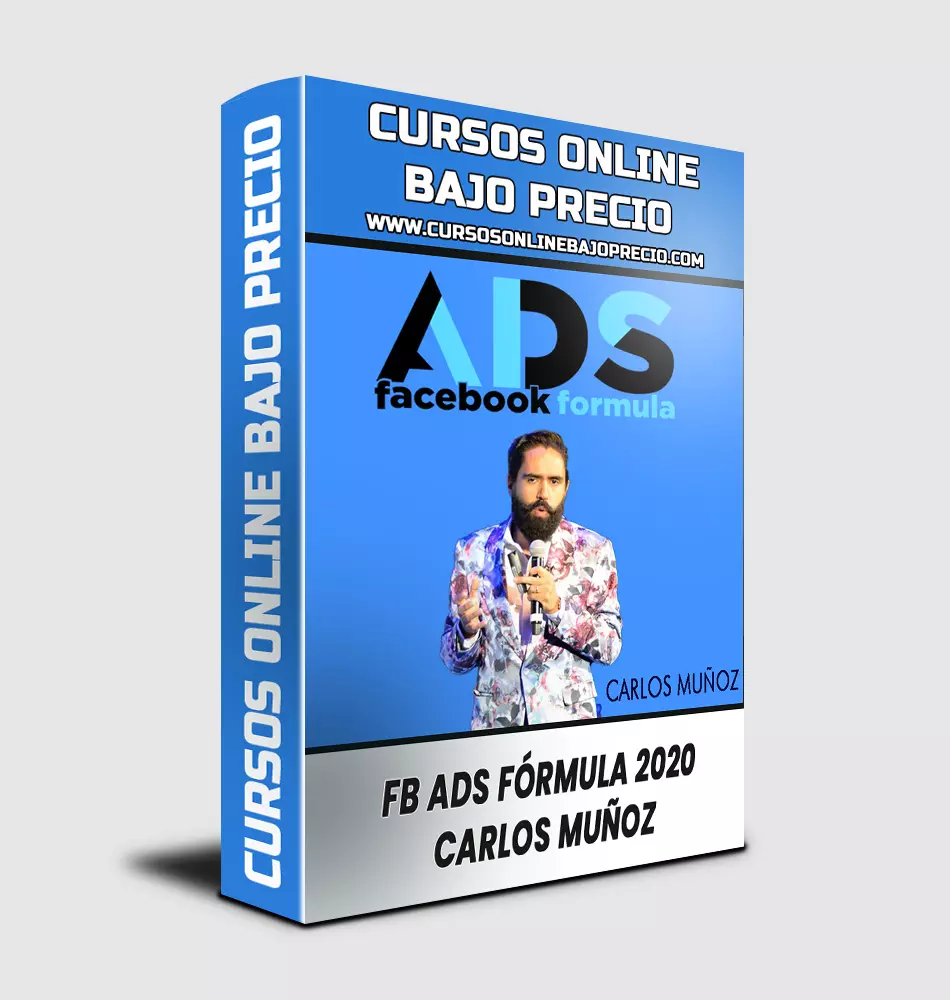 CURSOS ONLINE BAJO PRECIO
CURSOS ONLINE
BAJO PRECIO
WWW.CURSOSONLINEBAJOPRECIO.COM
ADS
facebook formula
CARLOS MUÑOZ
FB ADS FÓRMULA 2020
CARLOS MUÑOZ